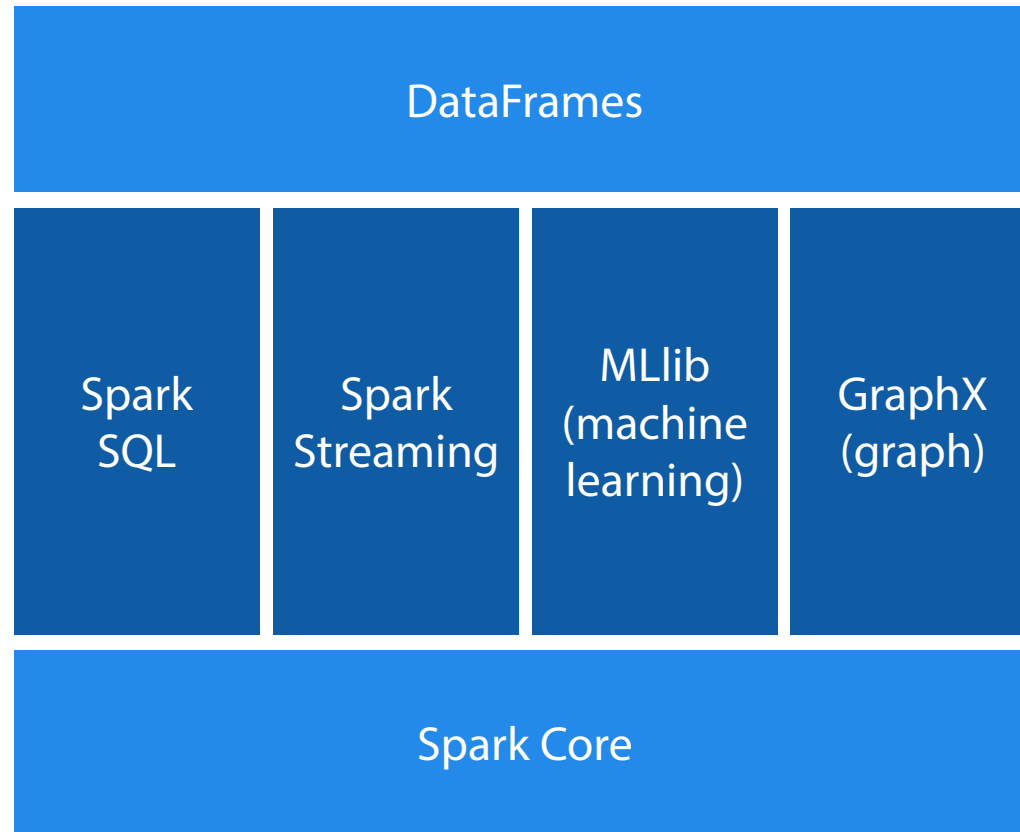 DataFrames
Spark
SQL
Spark
Streaming
MLlib
(machine
learning)
GraphX
(graph)
Spark Core